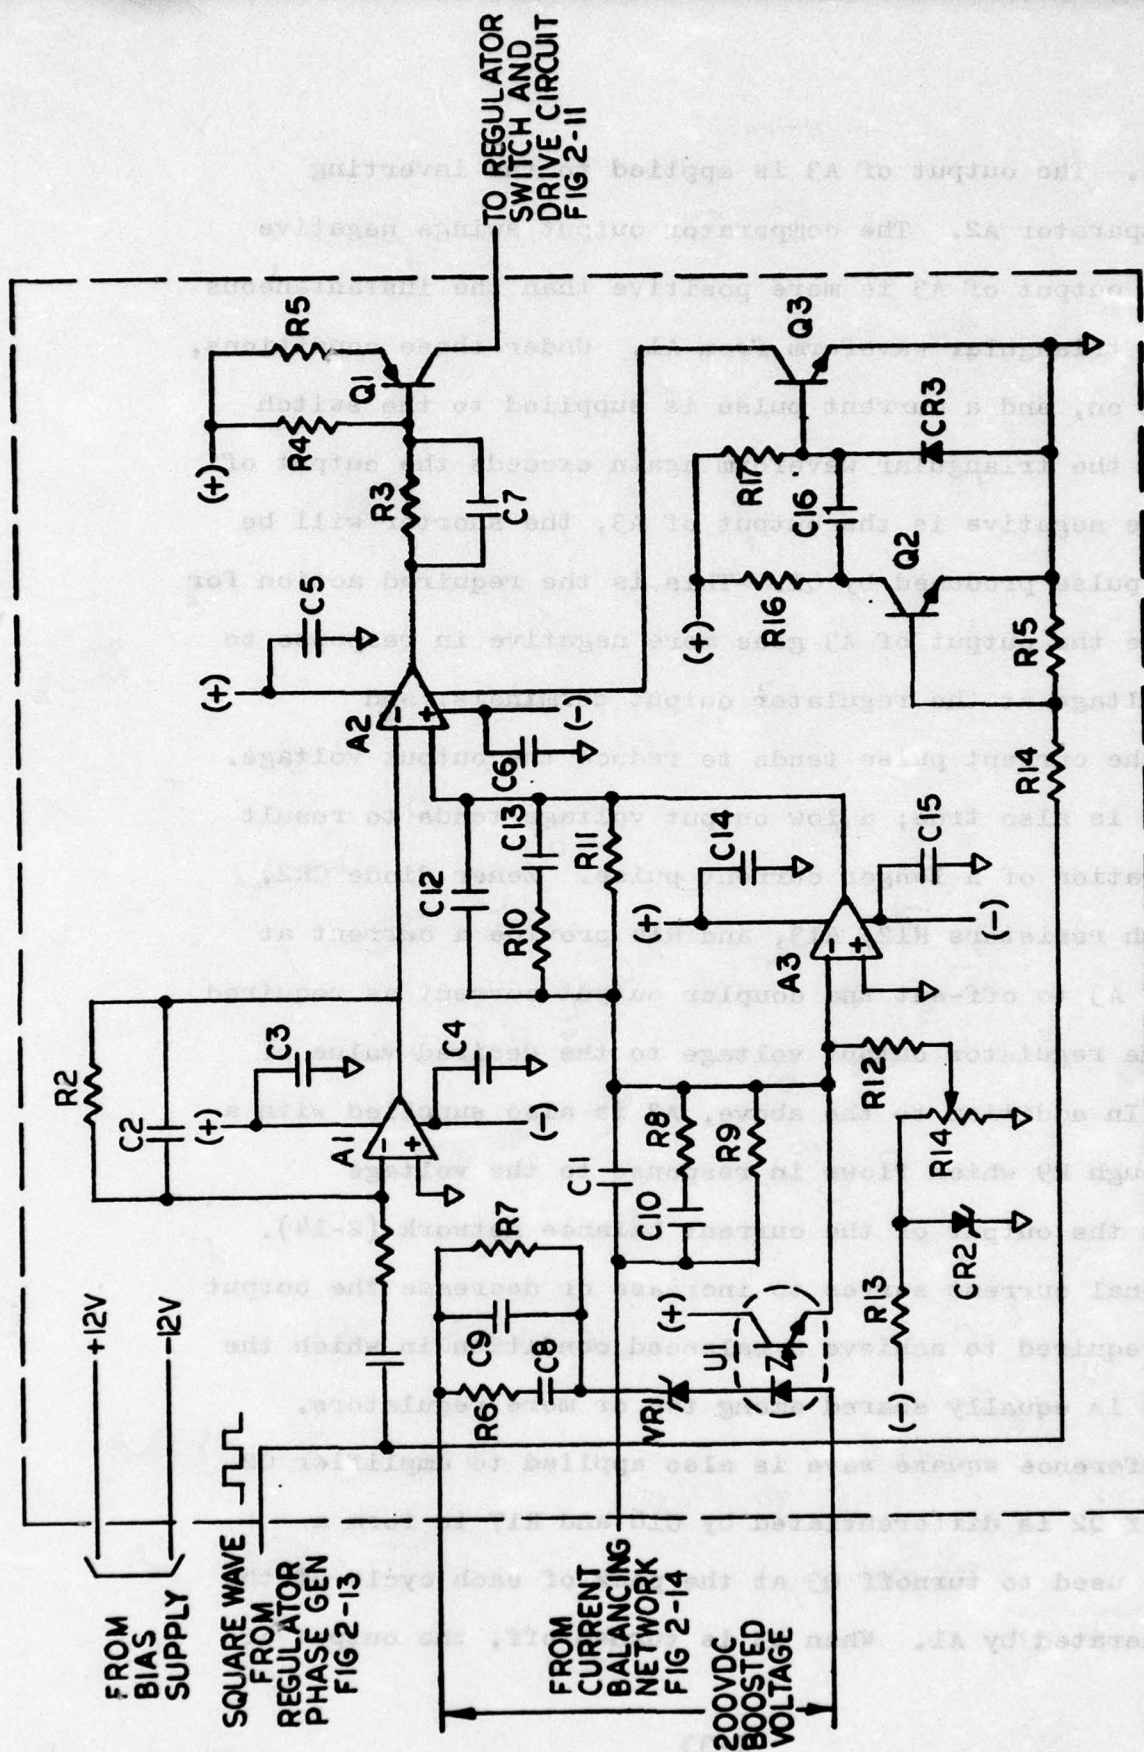 FROM
BIAS
SUPPLY
+12V
-12V
SQUARE WAVE
FROM
REGULATOR
PHASE GEN
FIG 2-13
R2
C2
(+)
C3
A1
-
+
C4
(-)
(+)
R4
R5
Q1
R3
C7
(+)
C5
A2
-
+
C6
(-)
TO REGULATOR
SWITCH AND
DRIVE CIRCUIT
FIG 2-11
R6
C9
C8
R7
C12
C13
R10
R11
FROM
CURRENT
BALANCING
NETWORK
FIG 2-14
C11
C10
R8
R9
VR1
U1
(+)
200VDC
BOOSTED
VOLTAGE
(+)
C14
A3
-
+
C15
(-)
R12
R13
(-)
R14
CR2
(+)
R16
R17
C16
Q2
Q3
CR3
R14
R15